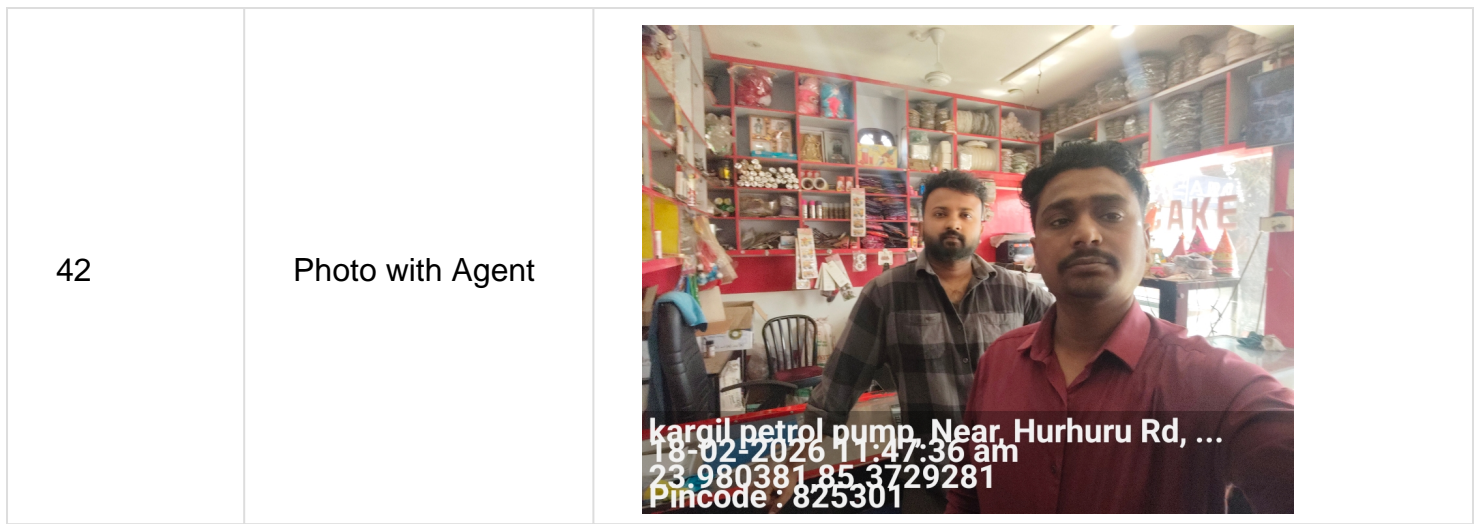 42
Photo with Agent
CAKE
kargil petrol pump, Near, Hurhuru Rd, ...
18-02-2026 11:47:36 am
23.980381,85.3729281
Pincode : 825301